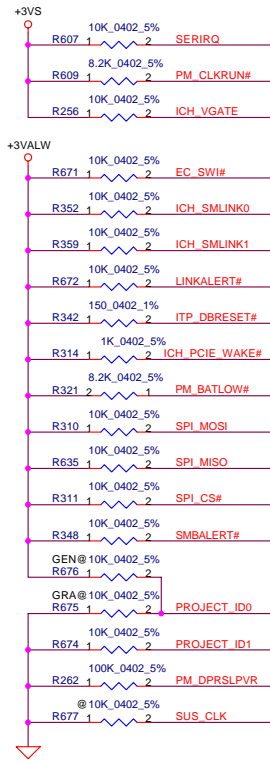 +3VS
10K_0402_5%
R607 1 2 SERIRQ
8.2K_0402_5%
R609 1 2 PM_CLKRUN#
10K_0402_5%
R256 1 2 ICH_VGATE
+3VALW
10K_0402_5%
R671 1 2 EC_SWI#
10K_0402_5%
R352 1 2 ICH_SMLINK0
10K_0402_5%
R359 1 2 ICH_SMLINK1
10K_0402_5%
R672 1 2 LINKALERT#
150_0402_1%
R342 1 2 ITP_DBRESET#
1K_0402_5%
R314 1 2 ICH_PCIE_WAKE#
8.2K_0402_5%
R321 2 1 PM_BATLOW#
10K_0402_5%
R310 1 2 SPI_MOSI
10K_0402_5%
R635 1 2 SPI_MISO
10K_0402_5%
R311 1 2 SPI_CS#
10K_0402_5%
R348 1 2 SMBALERT#
GEN@ 10K_0402_5%
R676 1 2
GRA@ 10K_0402_5%
R675 1 2 PROJECT_ID0
10K_0402_5%
R674 1 2 PROJECT_ID1
100K_0402_5%
R262 1 2 PM_DPRSLPVR
@ 10K_0402_5%
R677 1 2 SUS_CLK